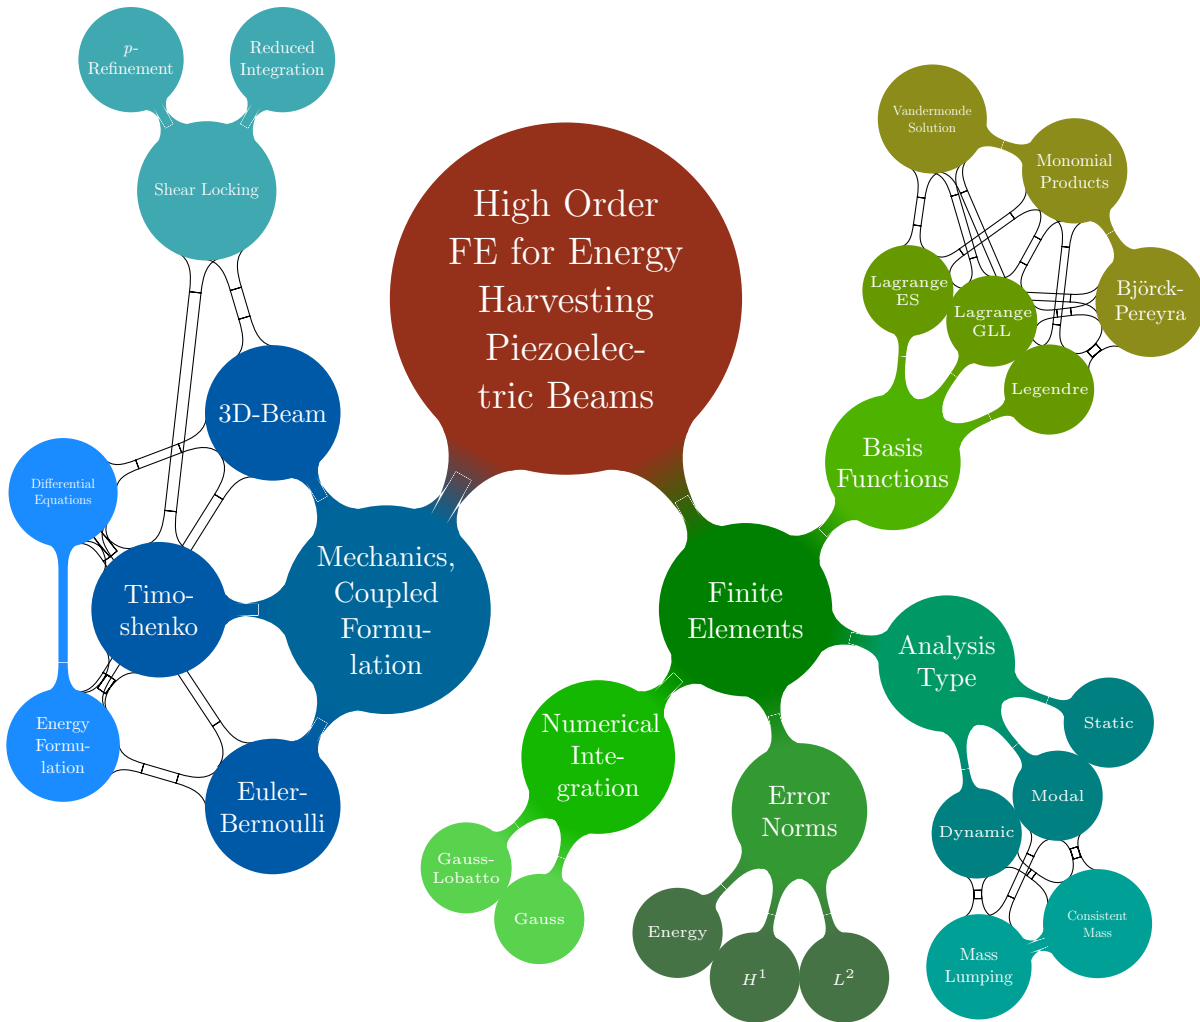 p-
Refinement
Reduced
Integration
Shear Locking
High Order
FE for Energy
Harvesting
Piezoelec-
tric Beams
Vandermonde
Solution
Monomial
Products
Björck-
Pereyra
Lagrange
ES
Lagrange
GLL
Legendre
Basis
Functions
3D-Beam
Differential
Equations
Timo-
shenko
Mechanics,
Coupled
Formu-
lation
Energy
Formu-
lation
Euler-
Bernoulli
Finite
Elements
Analysis
Type
Static
Modal
Dynamic
Consistent
Mass
Mass
Lumping
Numerical
Inte-
gration
Gauss-
Lobatto
Gauss
Error
Norms
Energy
H¹
L²